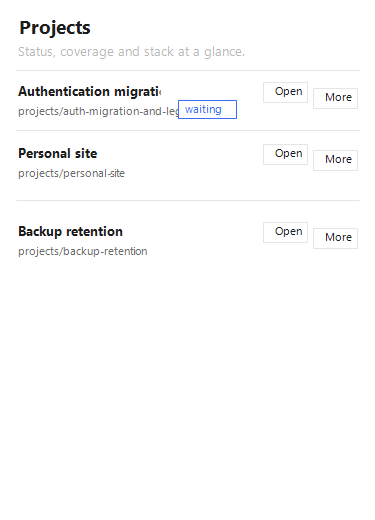 Projects
Status, coverage and stack at a glance.
Authentication migrati
Open
More
projects/auth-migration-and-leg
waiting
Personal site
Open
More
projects/personal-site
Backup retention
Open
More
projects/backup-retention